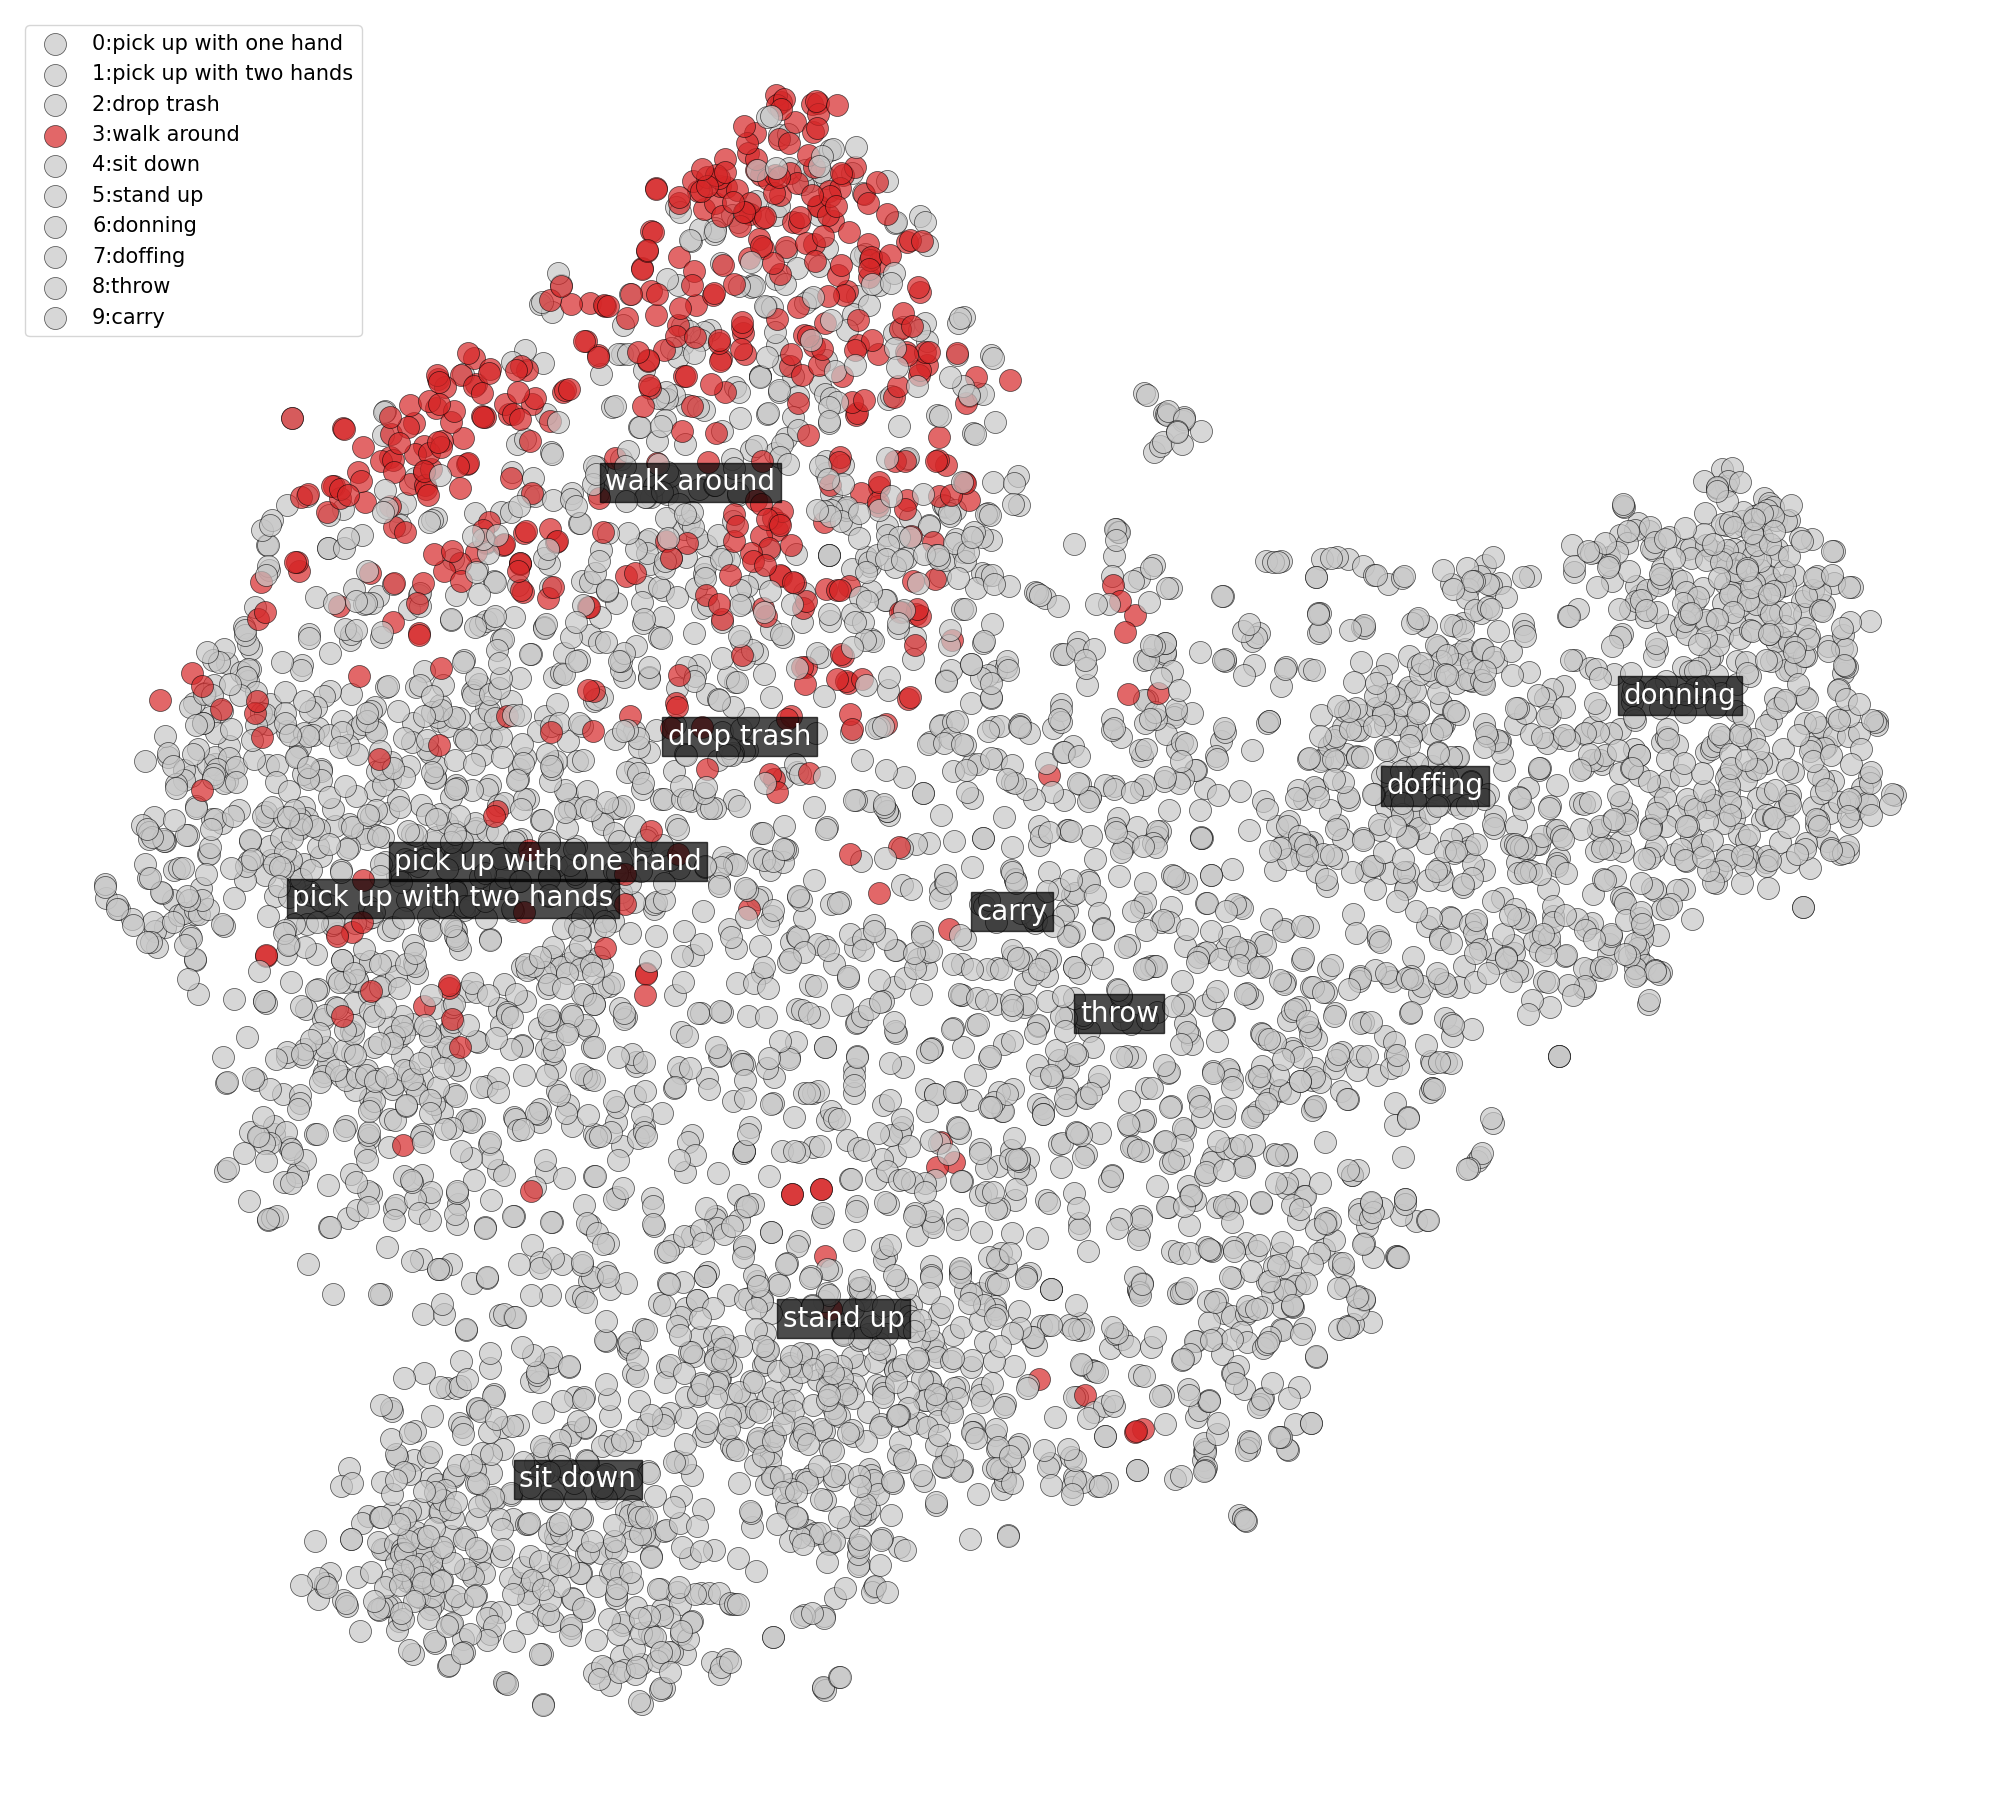 0:pick up with one hand
1:pick up with two hands
2:drop trash
3:walk around
4:sit down
5:stand up
6:donning
7:doffing
8:throw
9:carry
walk around
donning
drop trash
doffing
pick up with one hand
pick up with two hands
carry
throw
stand up
sit down